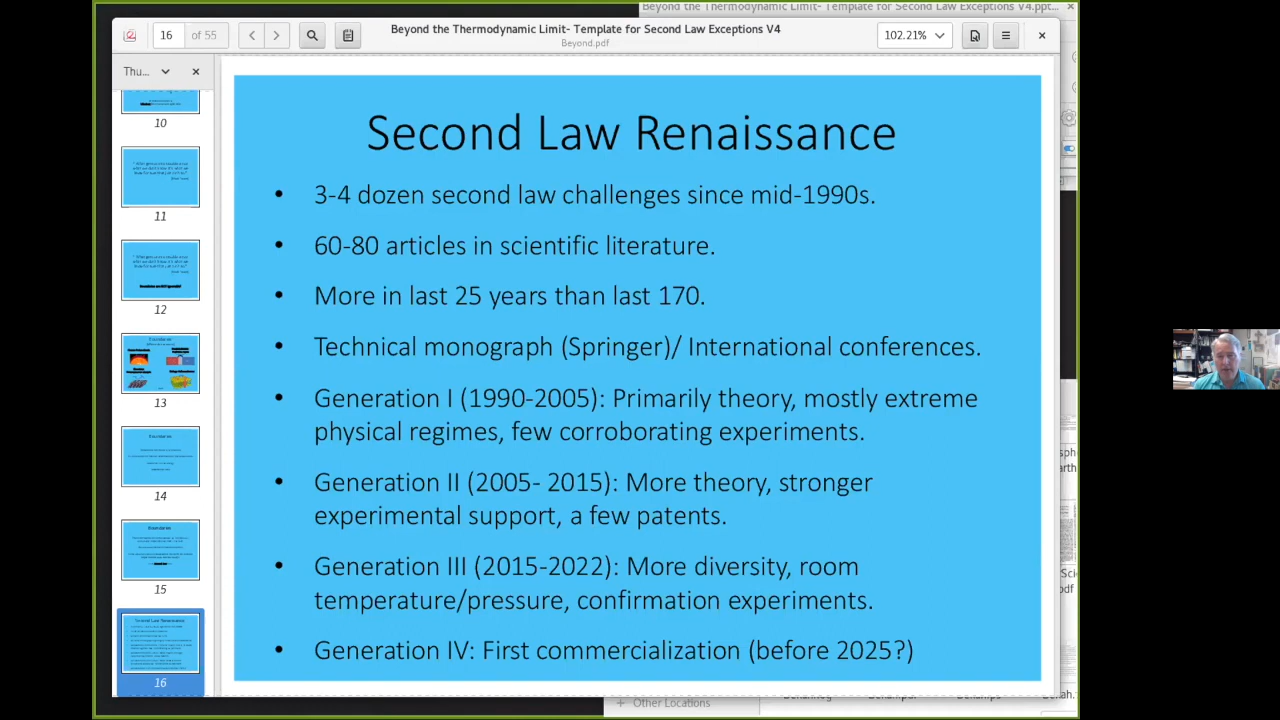 Beyond the Thermodynamic Limit- Template for Second Law Exceptions V4.ppt...
16 of 55
Beyond the Thermodynamic Limit- Template for Second Law Exceptions V4
Beyond.pdf
102.21%
Thu...
10
11
12
13
14
15
Second Law Renaissance
16
Second Law Renaissance
• 3-4 dozen second law challenges since mid-1990s.
• 60-80 articles in scientific literature.
• More in last 25 years than last 170.
• Technical monograph (Springer)/ International conferences.
• Generation I (1990-2005): Primarily theory, mostly extreme
physical regimes, few corroborating experiments.
• Generation II (2005- 2015): More theory, stronger
experimental support, a few patents.
• Generation III (2015-2022): More diversity, room
temperature/pressure, confirmation experiments.
• Generation IV: First commercialization (before 2025?)
+ Other Locations